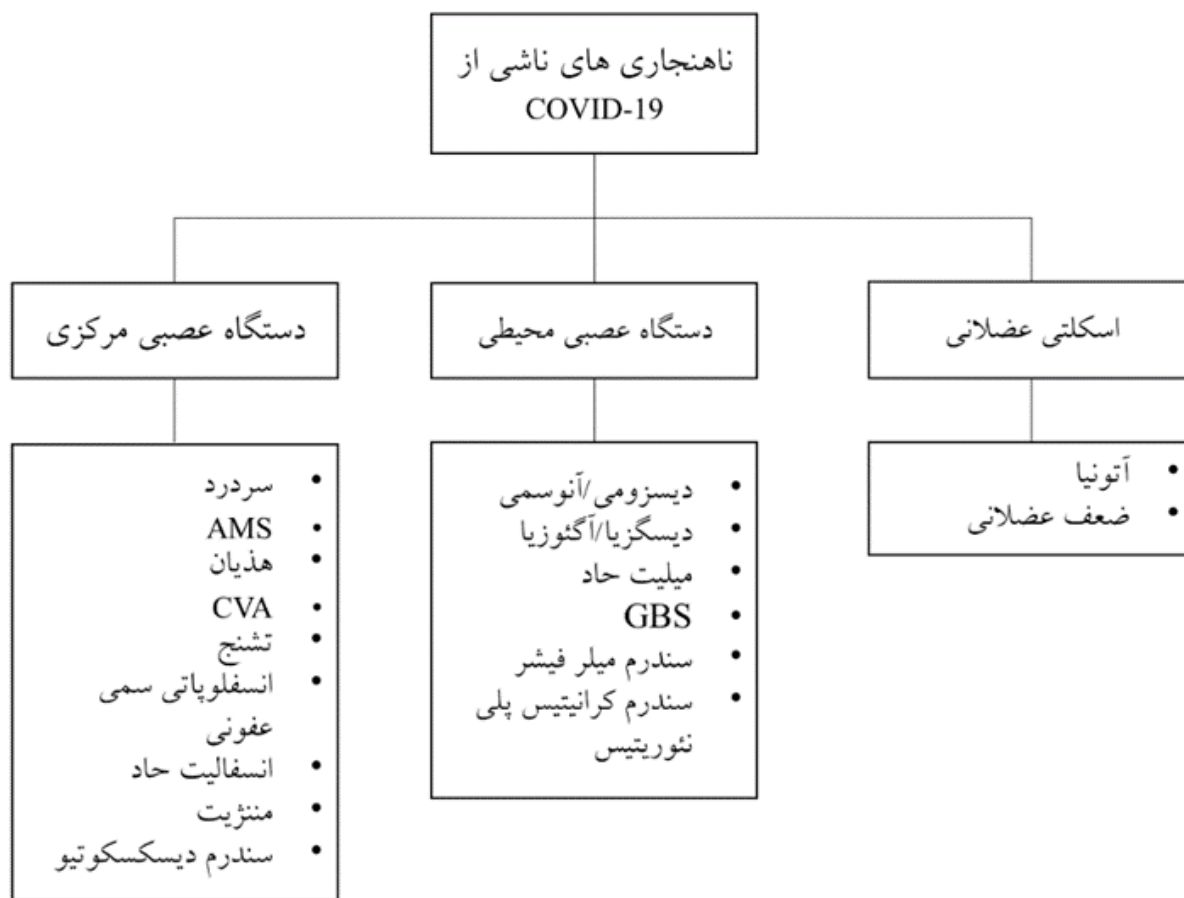 ناهنجاری های ناشی از
COVID-19
اسکلتی عضلانی
دستگاه عصبی محیطی
دستگاه عصبی مرکزی
• آتونیا
• ضعف عضلانی
• دیسزومی/آنوسمی
• دیسگزیا/آگئوزیا
• میلیت حاد
• GBS
• سندرم میلر فیشر
• سندرم کرانیتیس پلی
نئوریتیس
• سردرد
• AMS
• هذیان
• CVA
• تشنج
• انسفلوپاتی سمی
عفونی
• انسفالیت حاد
• مننژیت
• سندرم دیسکسکوتیو